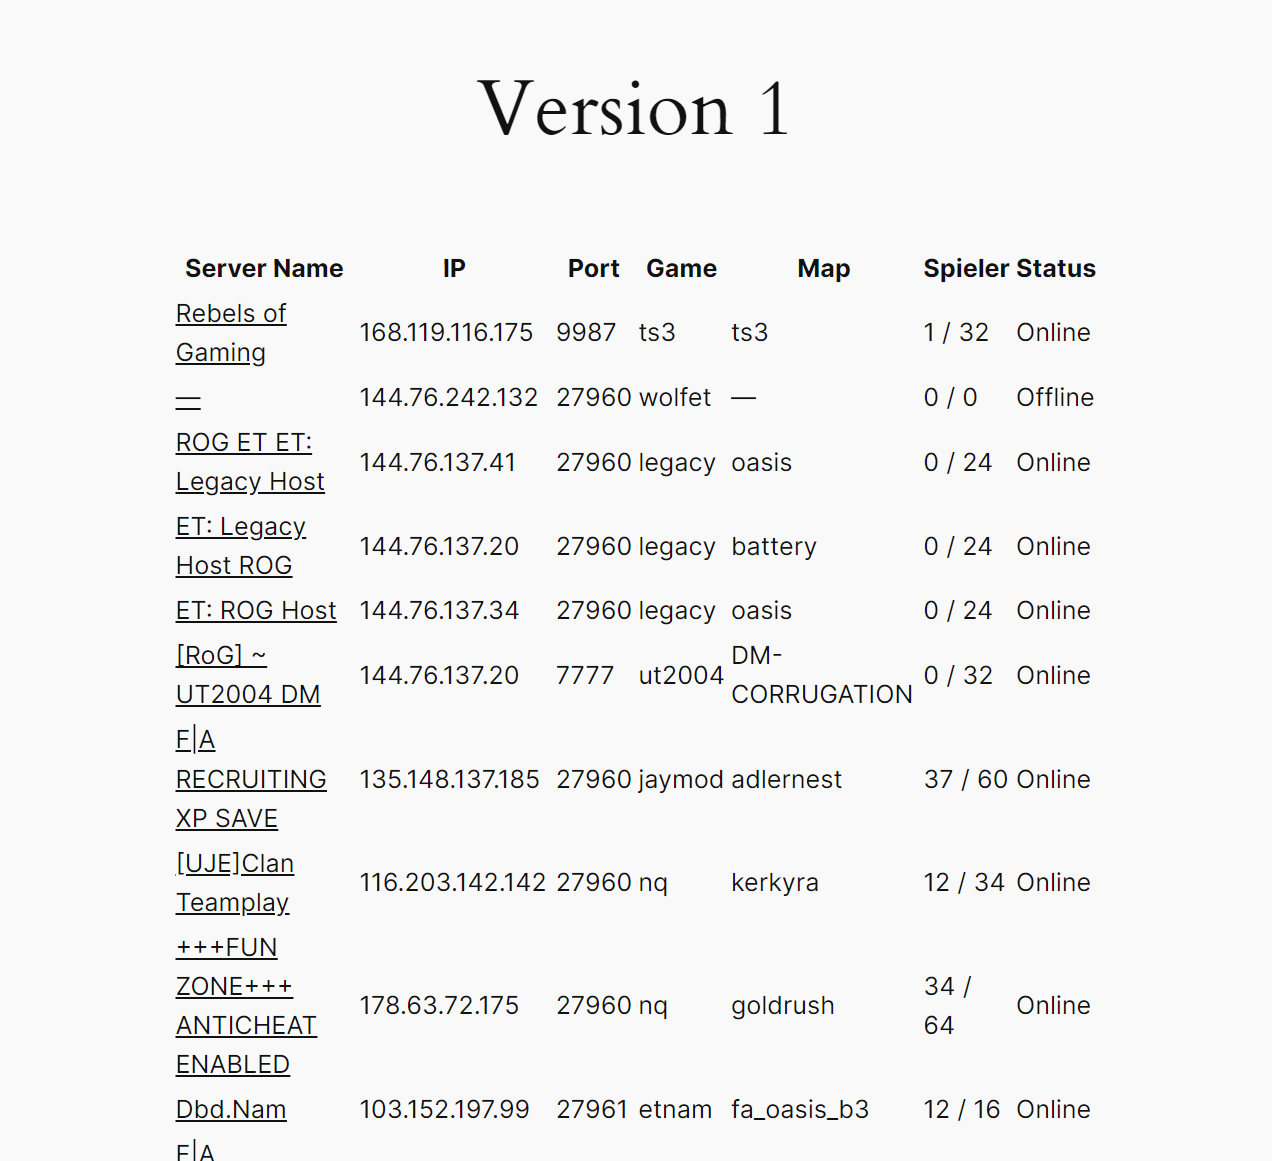 Version 1
Server Name IP Port Game Map Spieler Status
Rebels of
Gaming 168.119.116.175 9987 ts3 ts3 1 / 32 Online
— 144.76.242.132 27960 wolfet — 0 / 0 Offline
ROG ET ET:
Legacy Host 144.76.137.41 27960 legacy oasis 0 / 24 Online
ET: Legacy
Host ROG 144.76.137.20 27960 legacy battery 0 / 24 Online
ET: ROG Host 144.76.137.34 27960 legacy oasis 0 / 24 Online
[RoG] ~
UT2004 DM 144.76.137.20 7777 ut2004 DM-
CORRUGATION 0 / 32 Online
F|A
RECRUITING 135.148.137.185 27960 jaymod adlernest 37 / 60 Online
XP SAVE
[UJE]Clan
Teamplay 116.203.142.142 27960 nq kerkyra 12 / 34 Online
+++FUN
ZONE+++
ANTICHEAT
ENABLED 178.63.72.175 27960 nq goldrush 34 /
64 Online
Dbd.Nam 103.152.197.99 27961 etnam fa_oasis_b3 12 / 16 Online
F|A